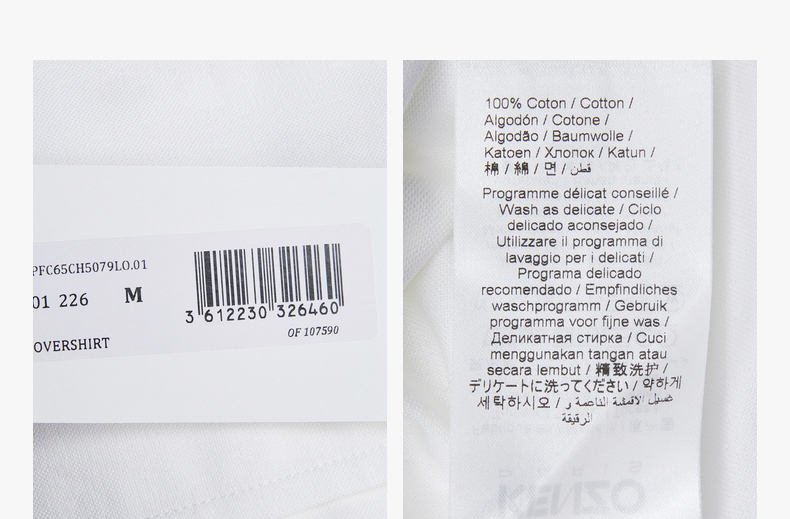 PFC65CH5079LO.01
01 226 M
3 612230 326460
OF 107590
OVERSHIRT
100% Coton / Cotton /
Algodón / Cotone /
Algodão / Baumwolle /
Katoen / Хлопок / Katun /
棉 / 綿 / 면 / قطن
Programme délicat conseillé /
Wash as delicate / Ciclo
delicado aconsejado /
Utilizzare il programma di
lavaggio per i delicati /
Programa delicado
recomendado / Empfindliches
waschprogramm / Gebruik
programma voor fijne was /
Деликатная стирка / Cuci
menggunakan tangan atau
secara lembut / 精致洗护 /
デリケートに洗ってください / 약하게
세탁하시오 / غسيل الاقمشة الناعمة و
الرقيقة
KENZO